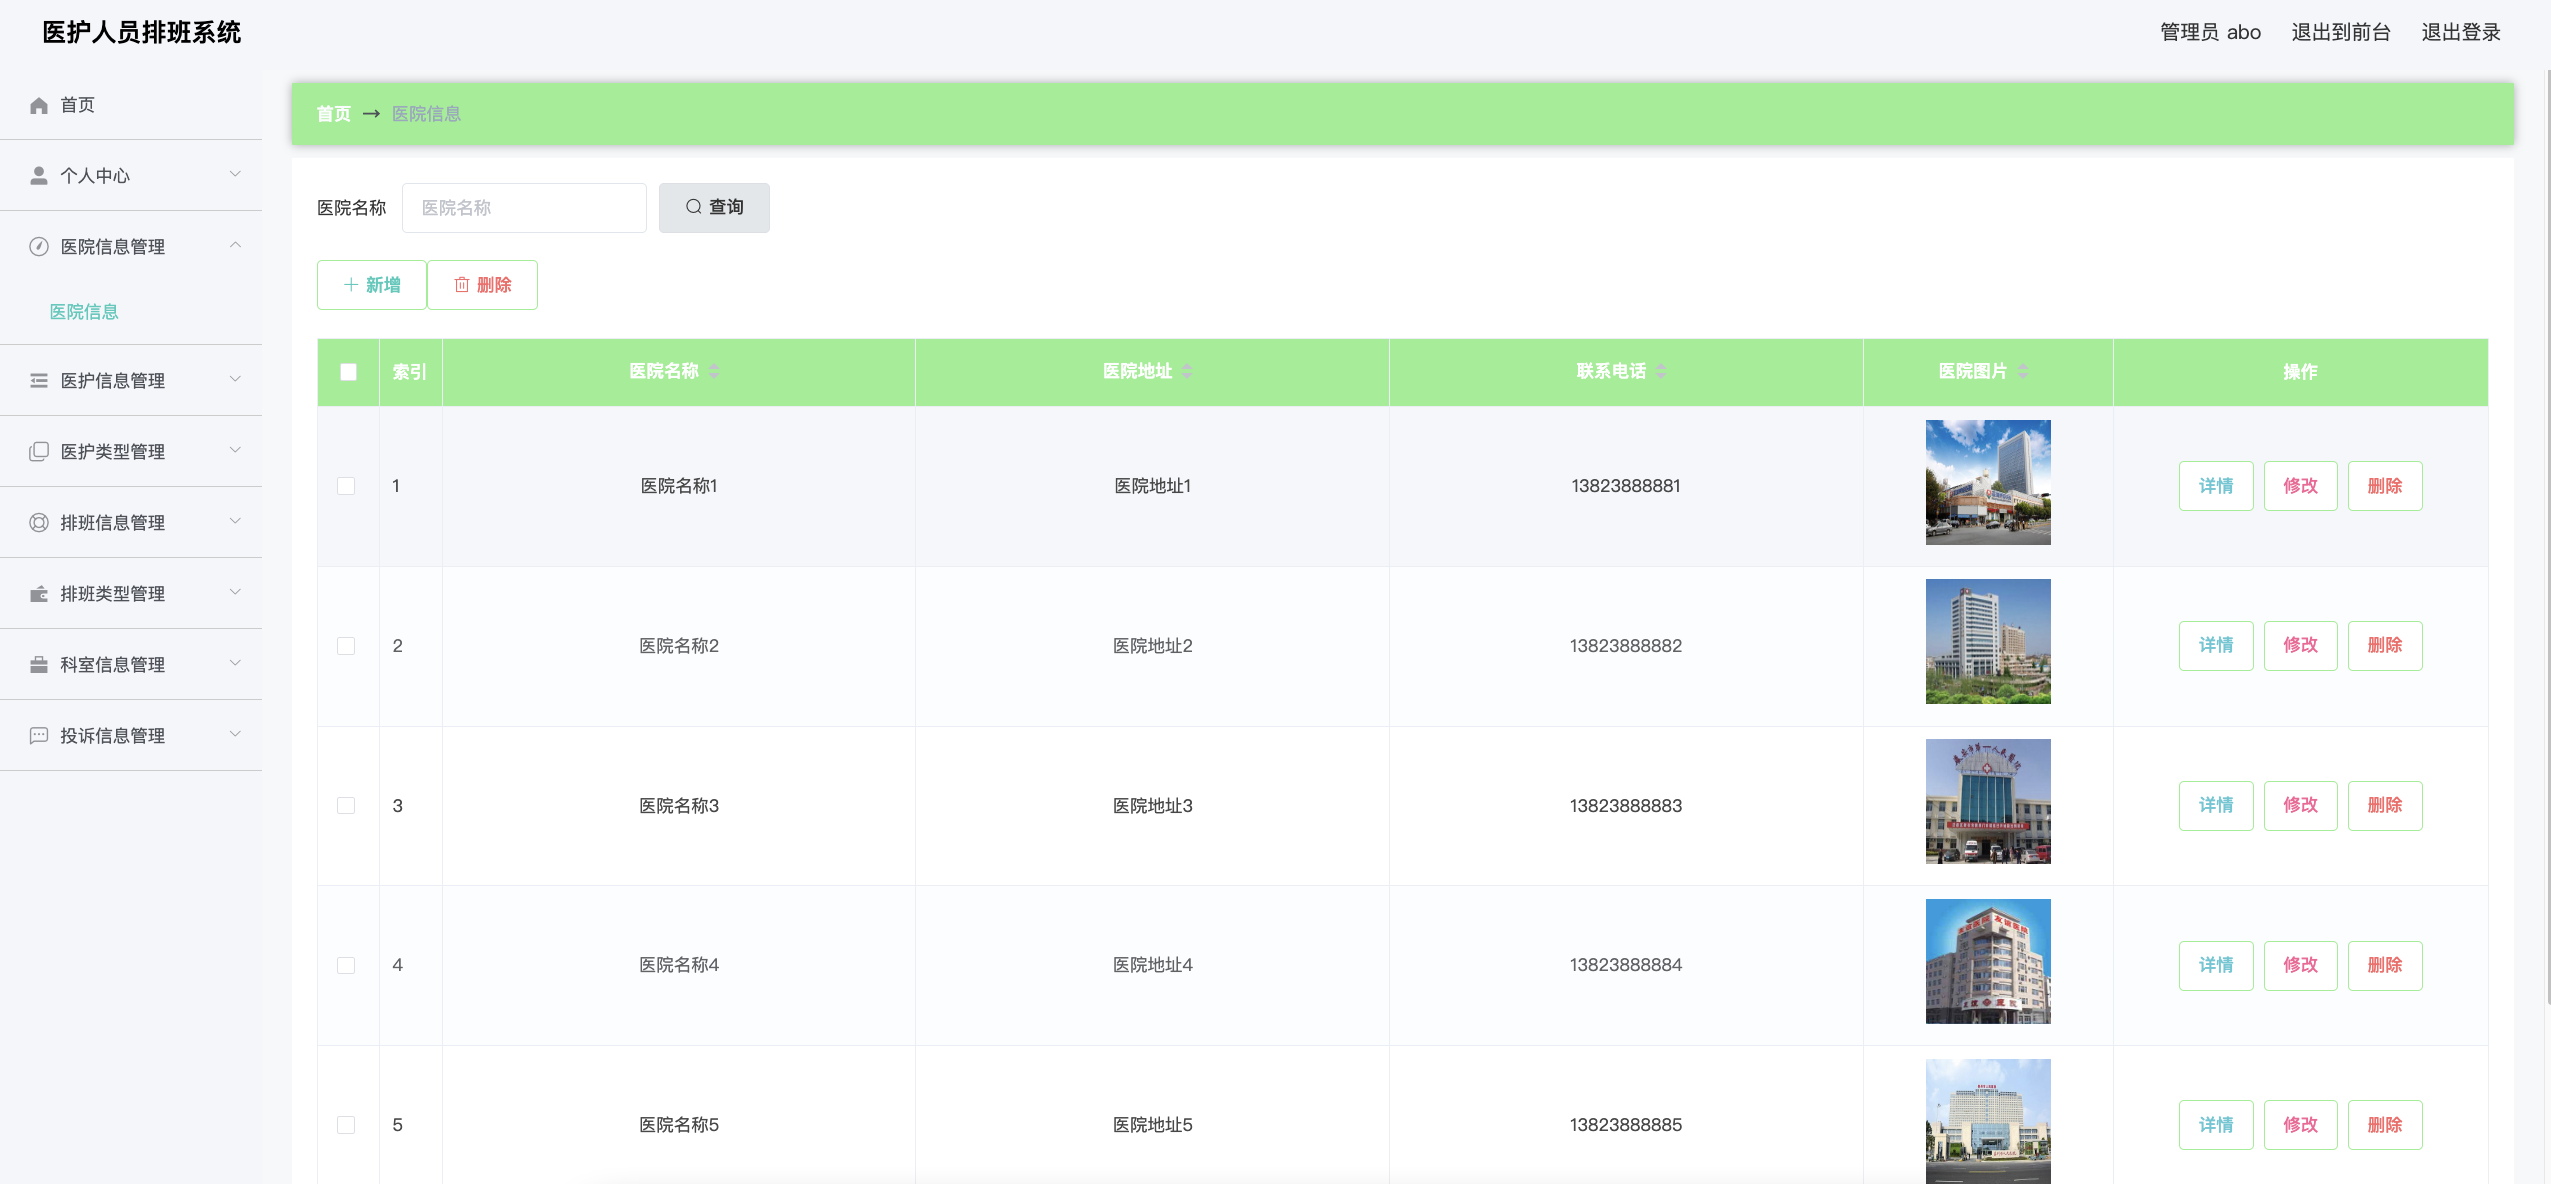 医护人员排班系统
管理员 abo 退出到前台 退出登录
首页
个人中心
医院信息管理
医院信息
医护信息管理
医护类型管理
排班信息管理
排班类型管理
科室信息管理
投诉信息管理
首页 → 医院信息
医院名称 医院名称 查询
新增 删除
索引 医院名称 医院地址 联系电话 医院图片 操作
1 医院名称1 医院地址1 13823888881 详情 修改 删除
2 医院名称2 医院地址2 13823888882 详情 修改 删除
3 医院名称3 医院地址3 13823888883 详情 修改 删除
4 医院名称4 医院地址4 13823888884 详情 修改 删除
5 医院名称5 医院地址5 13823888885 详情 修改 删除